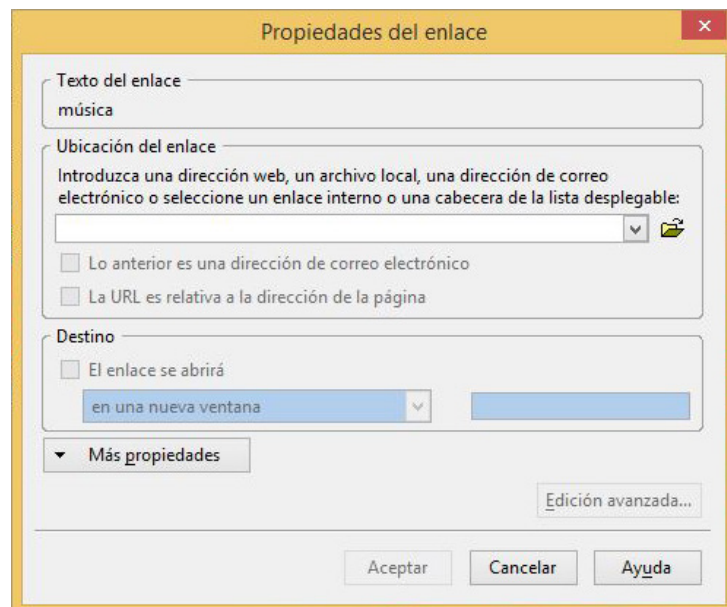 Propiedades del enlace
Texto del enlace
música
Ubicación del enlace
Introduzca una dirección web, un archivo local, una dirección de correo
electrónico o seleccione un enlace interno o una cabecera de la lista desplegable:
Lo anterior es una dirección de correo electrónico
La URL es relativa a la dirección de la página
Destino
El enlace se abrirá
en una nueva ventana
Más propiedades
Edición avanzada...
Aceptar Cancelar Ayuda